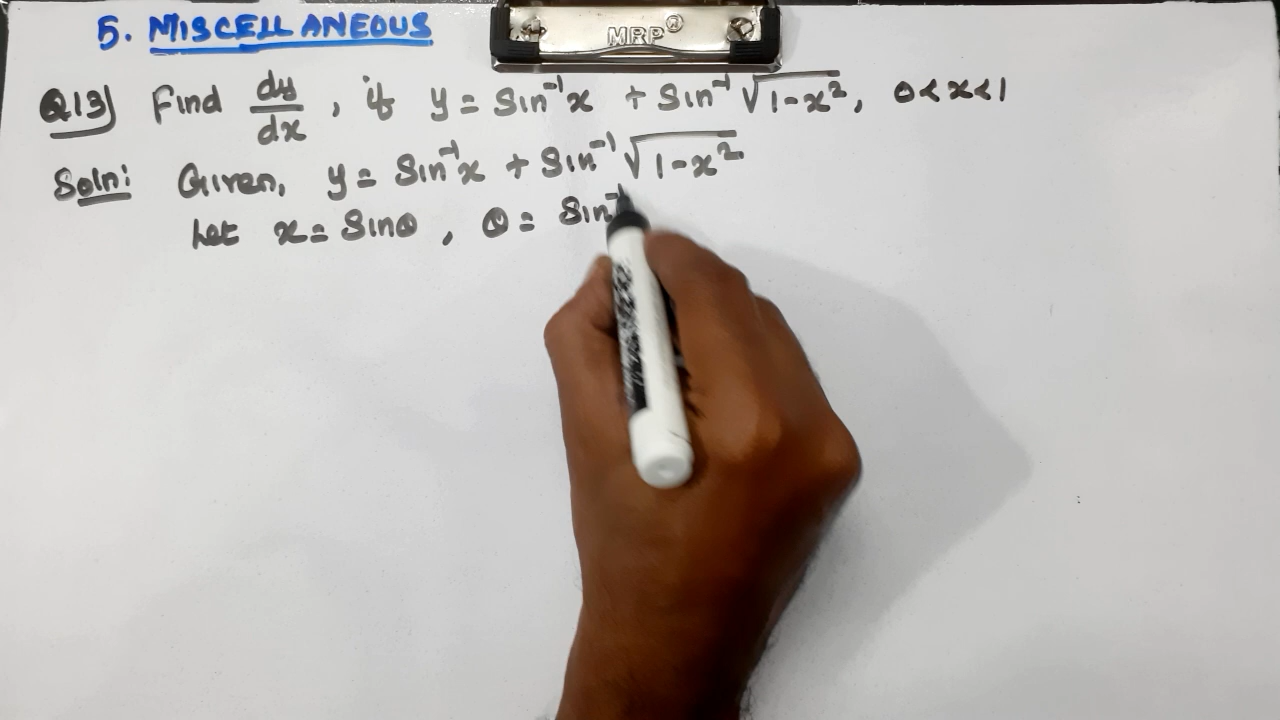 MRP®
5. MISCELLANEOUS
Q13) Find dy/dx, if y = Sin⁻¹x + Sin⁻¹ √1-x², 0<x<1
Soln: Given, y = Sin⁻¹x + Sin⁻¹ √1-x²
Let x = Sinθ, θ = Sin⁻